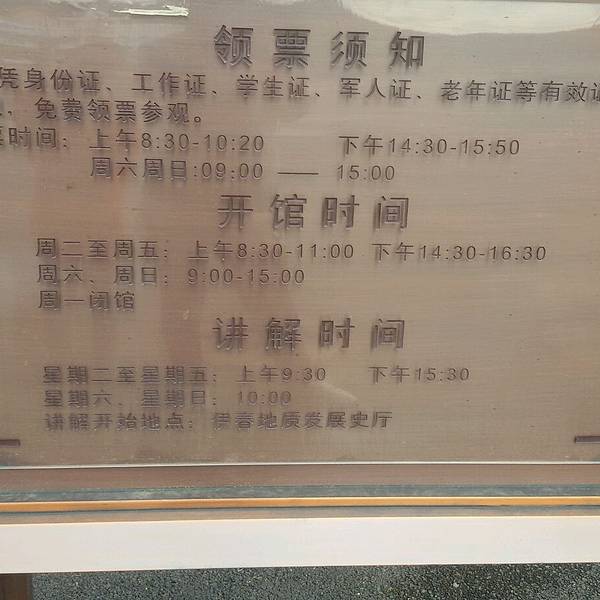 领票须知
凭身份证、工作证、学生证、军人证、老年证等有效证
，免费领票参观。
票时间：上午8:30-10:20 下午14:30-15:50
周六周日:09:00 —— 15:00
开馆时间
周二至周五：上午8:30-11:00 下午14:30-16:30
周六、周日：9:00-15:00
周一闭馆
讲解时间
星期二至星期五：上午9:30 下午15:30
星期六、星期日：10:00
讲解开始地点：伊春地质发展史厅